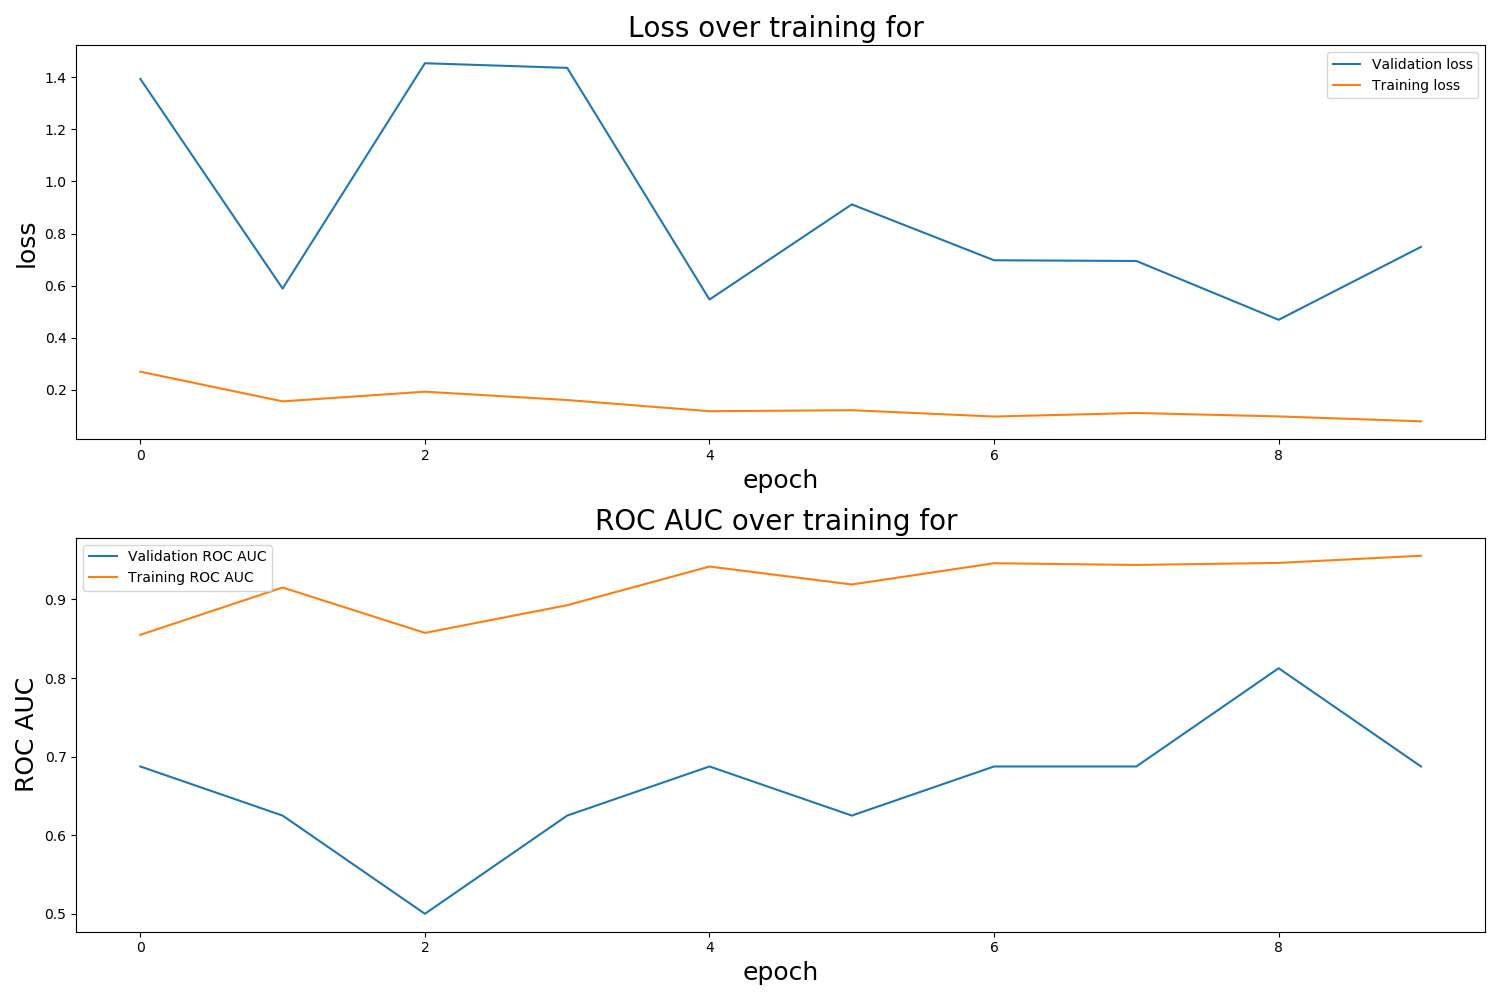 Loss over training for
loss
1.4
1.2
1.0
0.8
0.6
0.4
0.2
Validation loss
Training loss
0 2 4 6 8
epoch
ROC AUC over training for
ROC AUC
0.9
0.8
0.7
0.6
0.5
Validation ROC AUC
Training ROC AUC
0 2 4 6 8
epoch